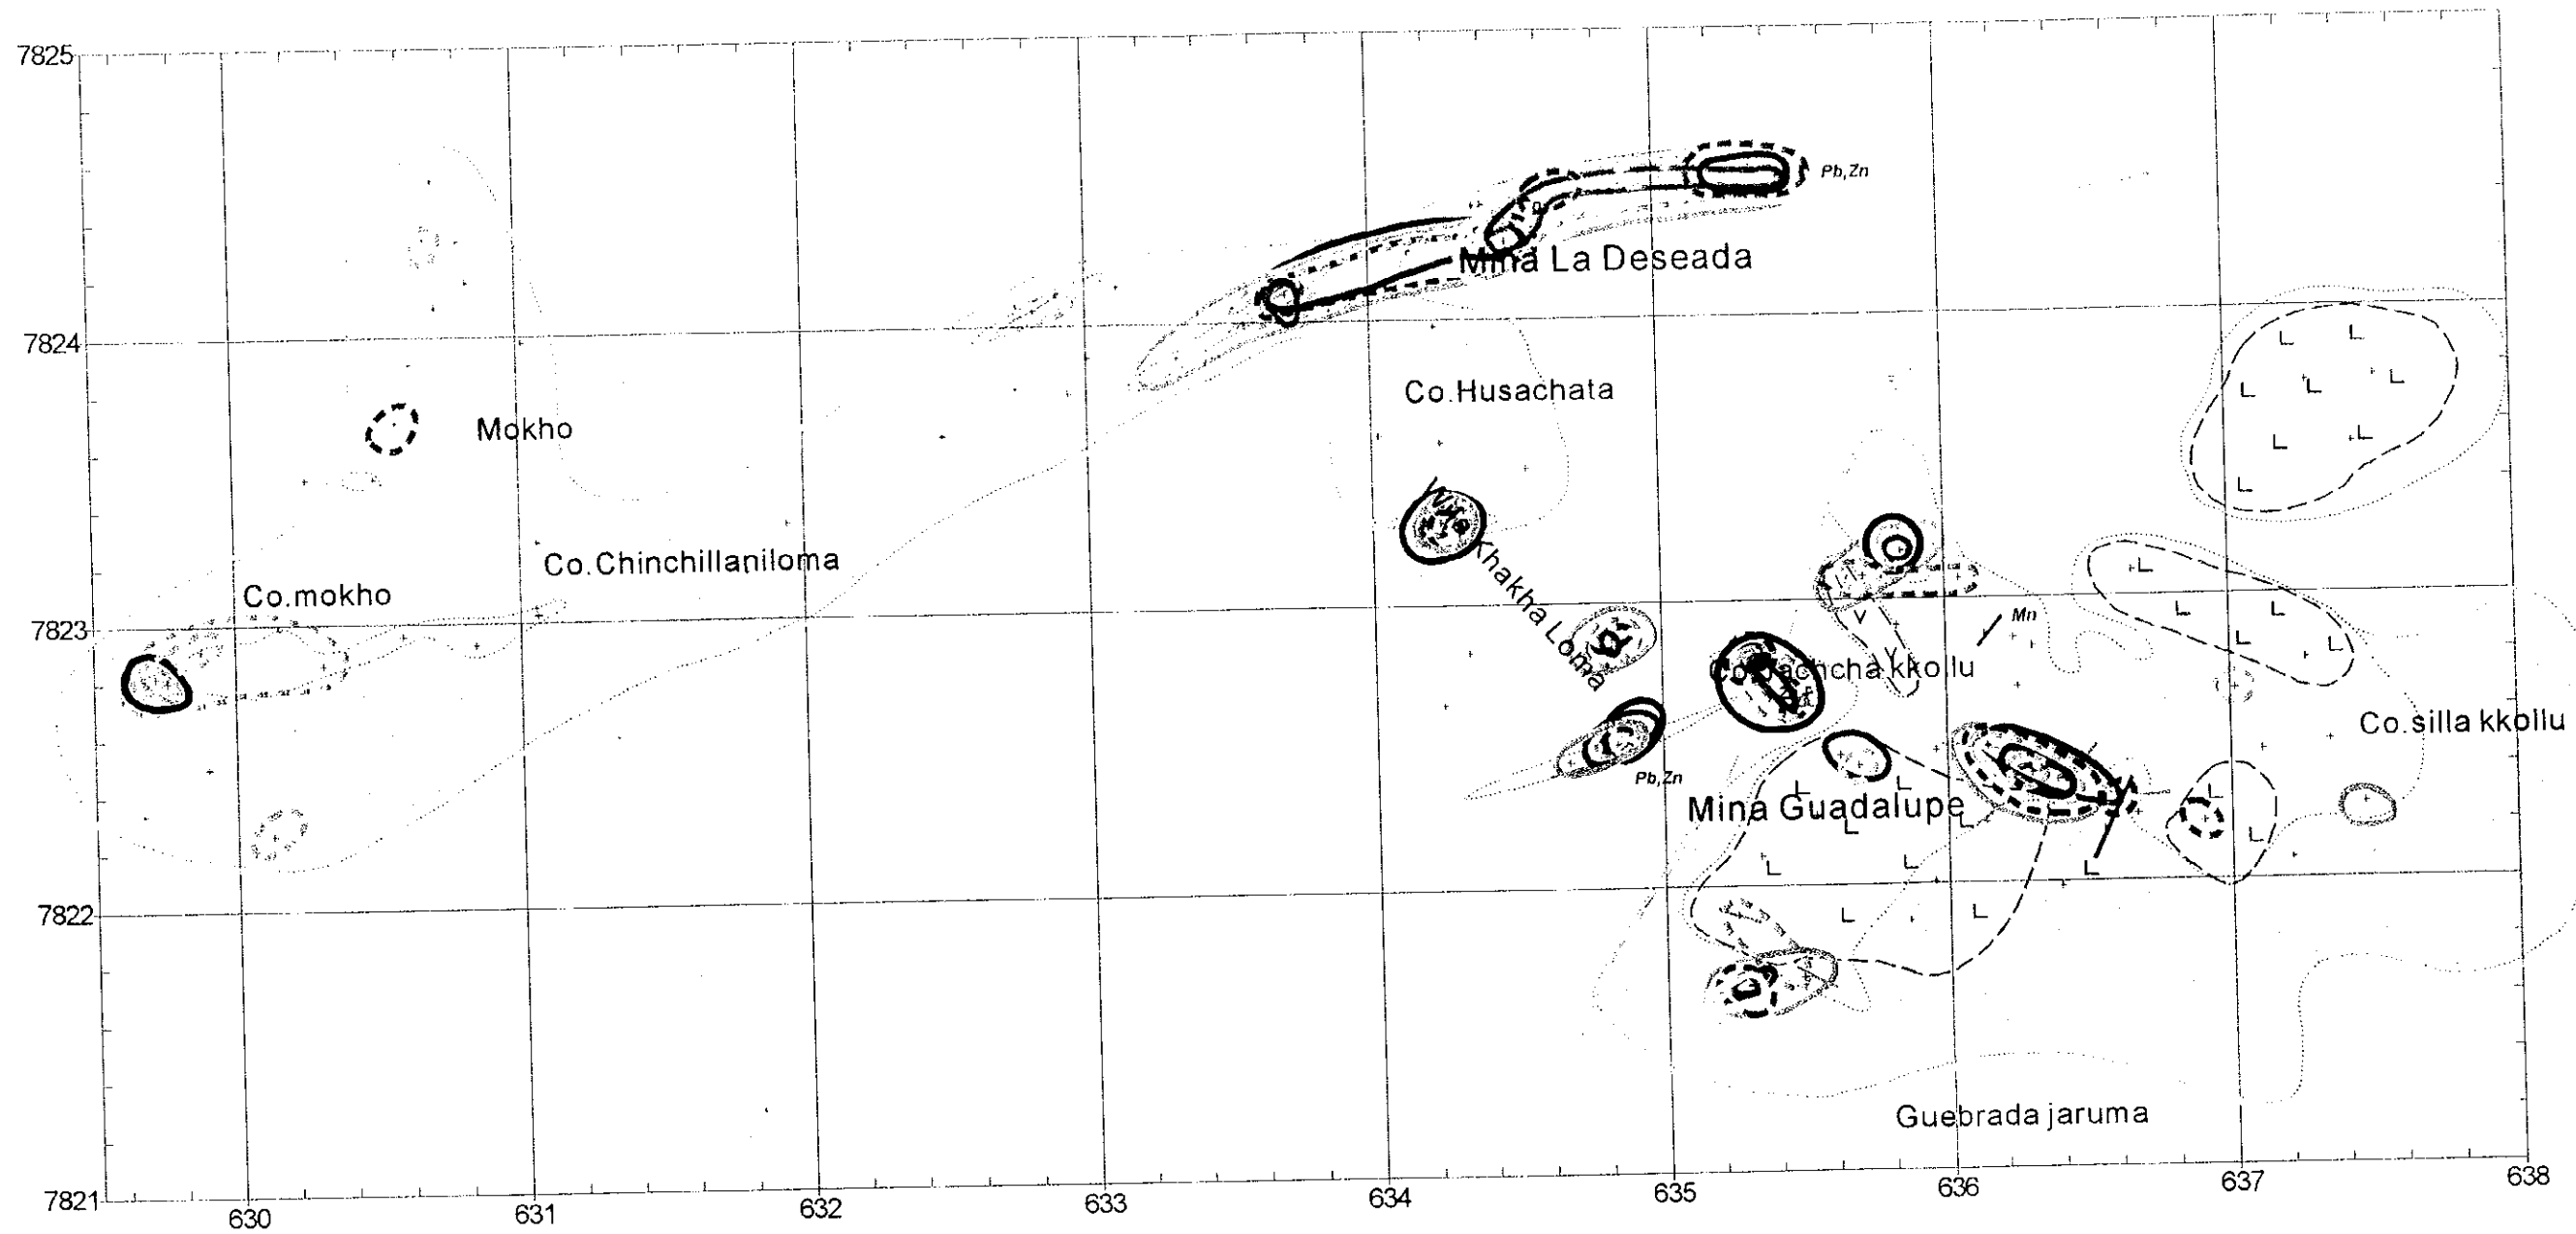 7825
Pb,Zn
Mina La Deseada
7824
Co.Husachata
Mokho
Khakha Loma
Co.Chinchillaniloma
Co.mokho
7823
Mn
kkollu
Co.silla kkollu
Pb,Zn
Mina Guadalupe
L L
L L L
L L
L
L
L L
L L
V
L L L
L L
L L L
L L
L L
7822
Guebrada jaruma
7821
630 631 632 633 634 635 636 637 638